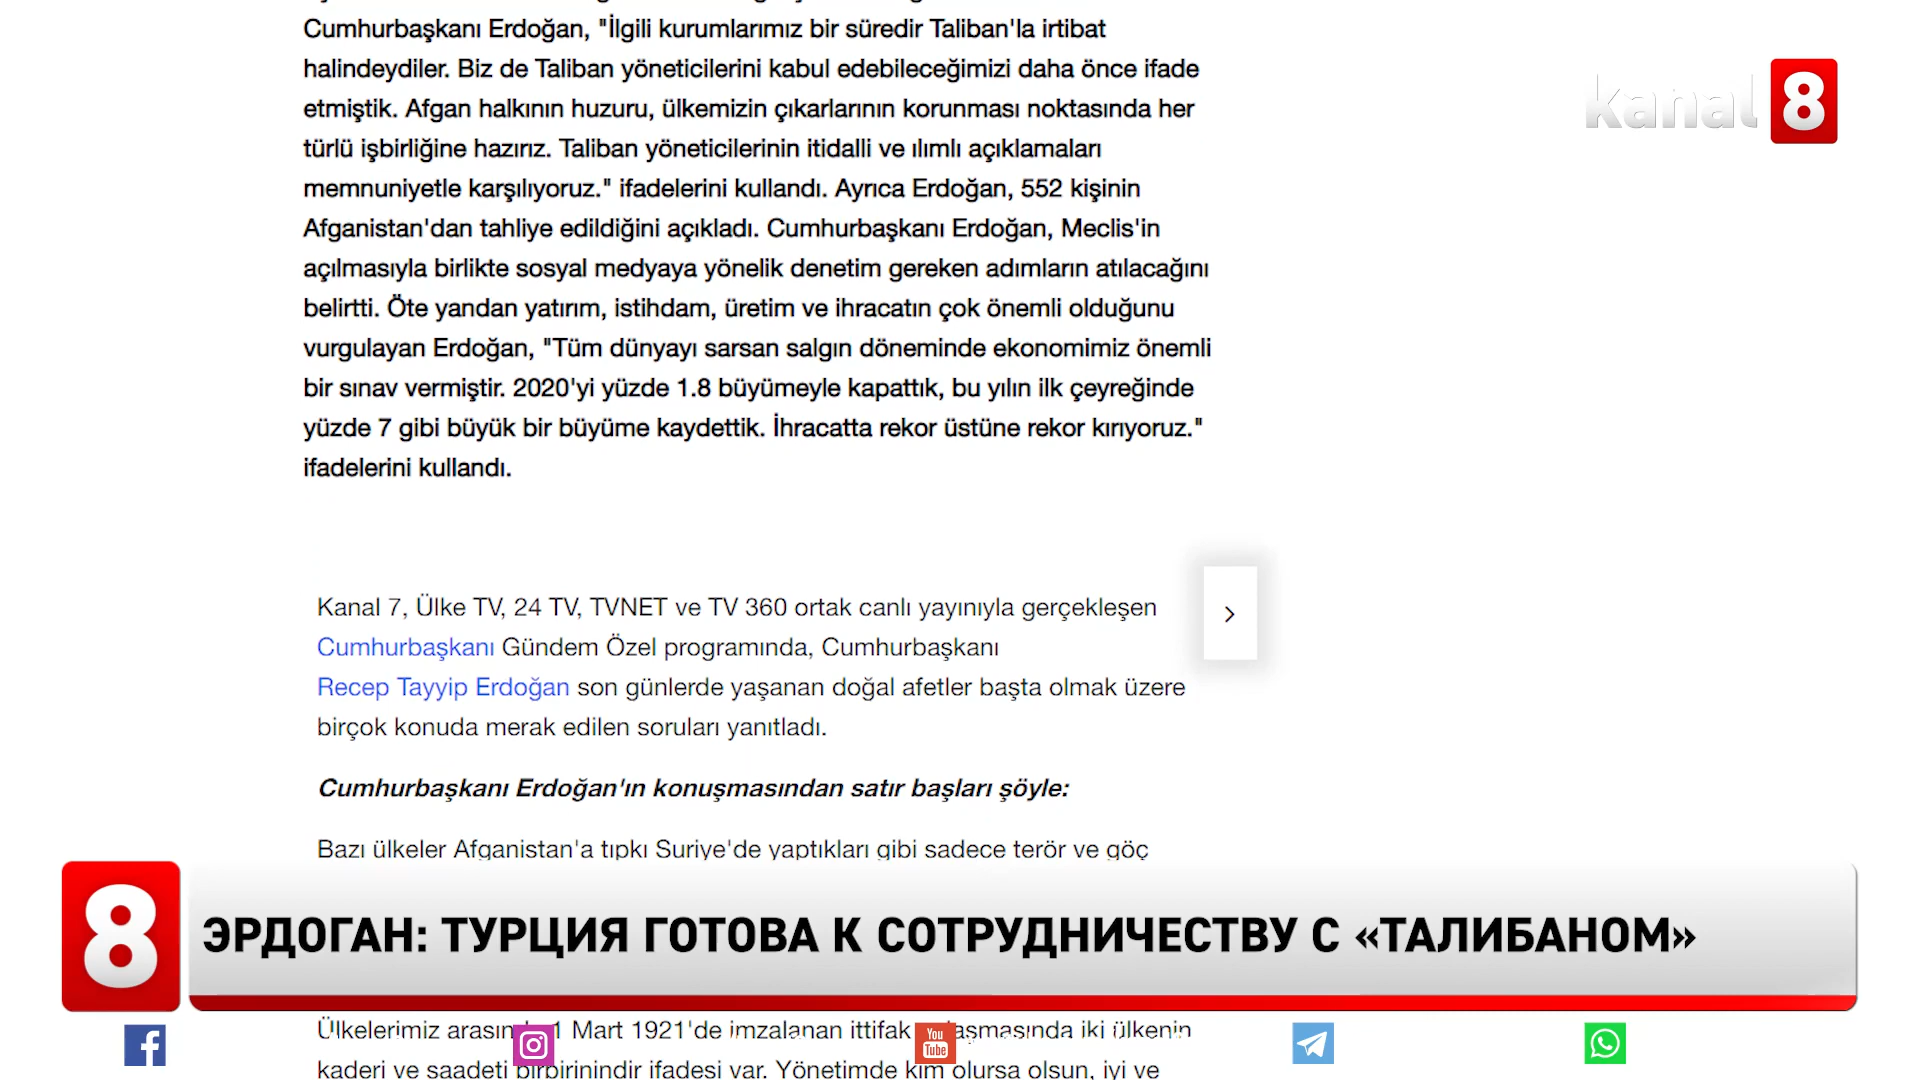 Cumhurbaşkanı Erdoğan, "İlgili kurumlarımız bir süredir Taliban'la irtibat
halindeydiler. Biz de Taliban yöneticilerini kabul edebileceğimizi daha önce ifade
etmiştik. Afgan halkının huzuru, ülkemizin çıkarlarının korunması noktasında her
türlü işbirliğine hazırız. Taliban yöneticilerinin itidalli ve ılımlı açıklamaları
memnuniyetle karşılıyoruz." ifadelerini kullandı. Ayrıca Erdoğan, 552 kişinin
Afganistan'dan tahliye edildiğini açıkladı. Cumhurbaşkanı Erdoğan, Meclis'in
açılmasıyla birlikte sosyal medyaya yönelik denetim gereken adımların atılacağını
belirtti. Öte yandan yatırım, istihdam, üretim ve ihracatın çok önemli olduğunu
vurgulayan Erdoğan, "Tüm dünyayı sarsan salgın döneminde ekonomimiz önemli
bir sınav vermiştir. 2020'yi yüzde 1.8 büyümeyle kapattık, bu yılın ilk çeyreğinde
yüzde 7 gibi büyük bir büyüme kaydettik. İhracatta rekor üstüne rekor kırıyoruz."
ifadelerini kullandı.
kanal 8
Kanal 7, Ülke TV, 24 TV, TVNET ve TV 360 ortak canlı yayınıyla gerçekleşen
Cumhurbaşkanı Gündem Özel programında, Cumhurbaşkanı
Recep Tayyip Erdoğan son günlerde yaşanan doğal afetler başta olmak üzere
birçok konuda merak edilen soruları yanıtladı.
Cumhurbaşkanı Erdoğan'ın konuşmasından satır başları şöyle:
Bazı ülkeler Afganistan'a tıpkı Suriye'de yaptıkları gibi sadece terör ve göç
8 ЭРДОГАН: ТУРЦИЯ ГОТОВА К СОТРУДНИЧЕСТВУ С «ТАЛИБАНОМ»
Ülkelerimiz 1 Mart 1921'de imzalanan ittifak iki ülkenin
You Tube
kaderi ve saadeti birbirinindir ifadesi var. Yönetimde kim olursa olsun, iyi ve